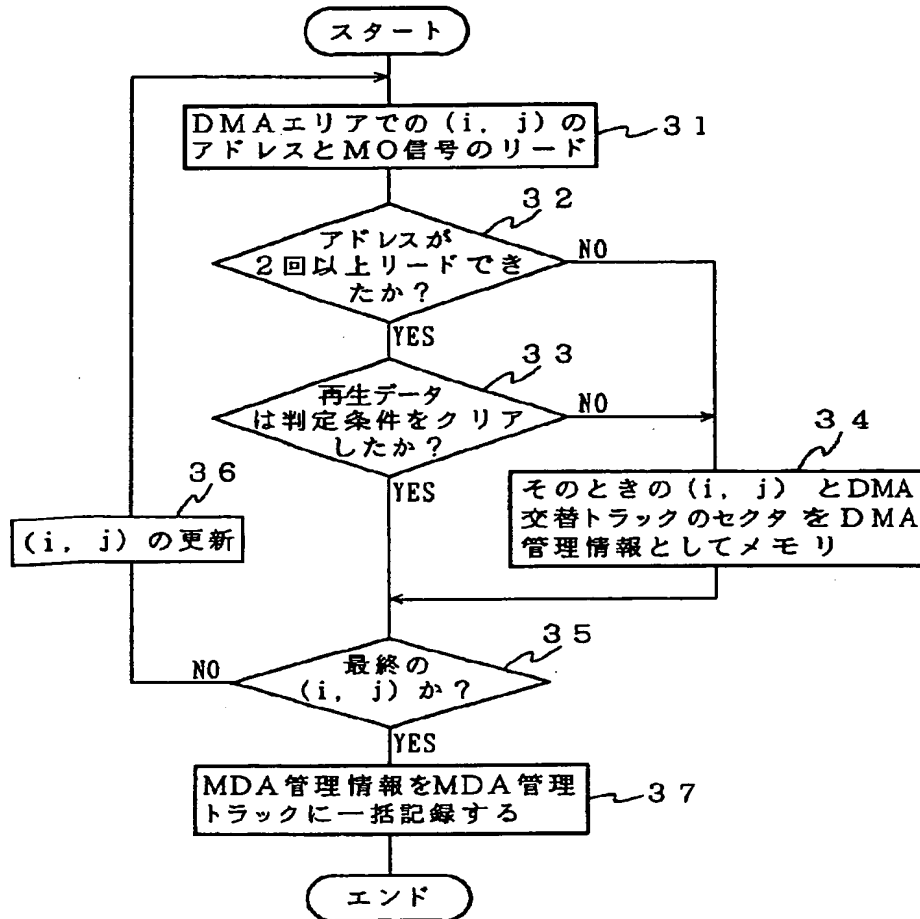 スタート
DMAエリアでの(i, j)の
アドレスとMO信号のリード
31
32
アドレスが
2回以上リードでき
たか?
NO
YES
33
再生データ
は判定条件をクリア
したか?
NO
YES
34
そのときの(i, j)とDMA
交替トラックのセクタをDMA
管理情報としてメモリ
36
(i, j)の更新
35
最終の
(i, j)か?
NO
YES
MDA管理情報をMDA管理
トラックに一括記録する
37
エンド